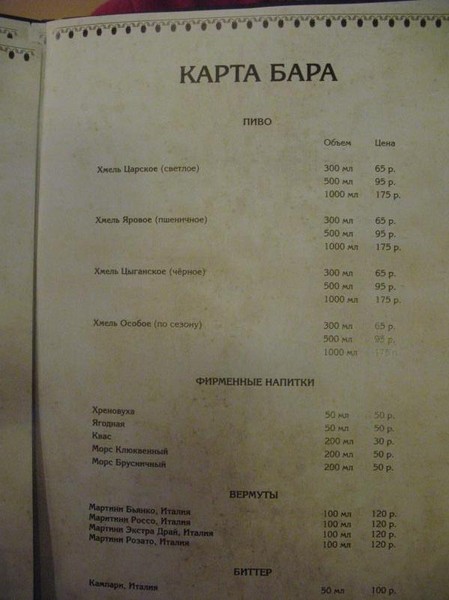 КАРТА БАРА
ПИВО
Объем Цена
Хмель Царское (светлое) 300 мл 65 р.
500 мл 95 р.
1000 мл 175 р.
Хмель Яровое (пшеничное) 300 мл 65 р.
500 мл 95 р.
1000 мл 175 р.
Хмель Цыганское (чёрное) 300 мл 65 р.
500 мл 95 р.
1000 мл 175 р.
Хмель Особое (по сезону) 300 мл 65 р.
500 мл 95 р.
1000 мл 175 р.
ФИРМЕННЫЕ НАПИТКИ
Хреновуха 50 мл 50 р.
Ягодная 50 мл 50 р.
Квас 200 мл 30 р.
Морс Клюквенный 200 мл 50 р.
Морс Брусничный 200 мл 50 р.
ВЕРМУТЫ
Мартини Бьянко, Италия 100 мл 120 р.
Маритини Россо, Италия 100 мл 120 р.
Мартини Экстра Драй, Италия 100 мл 120 р.
Мартини Розато, Италия 100 мл 120 р.
БИТТЕР
Кампари, Италия 50 мл 100 р.